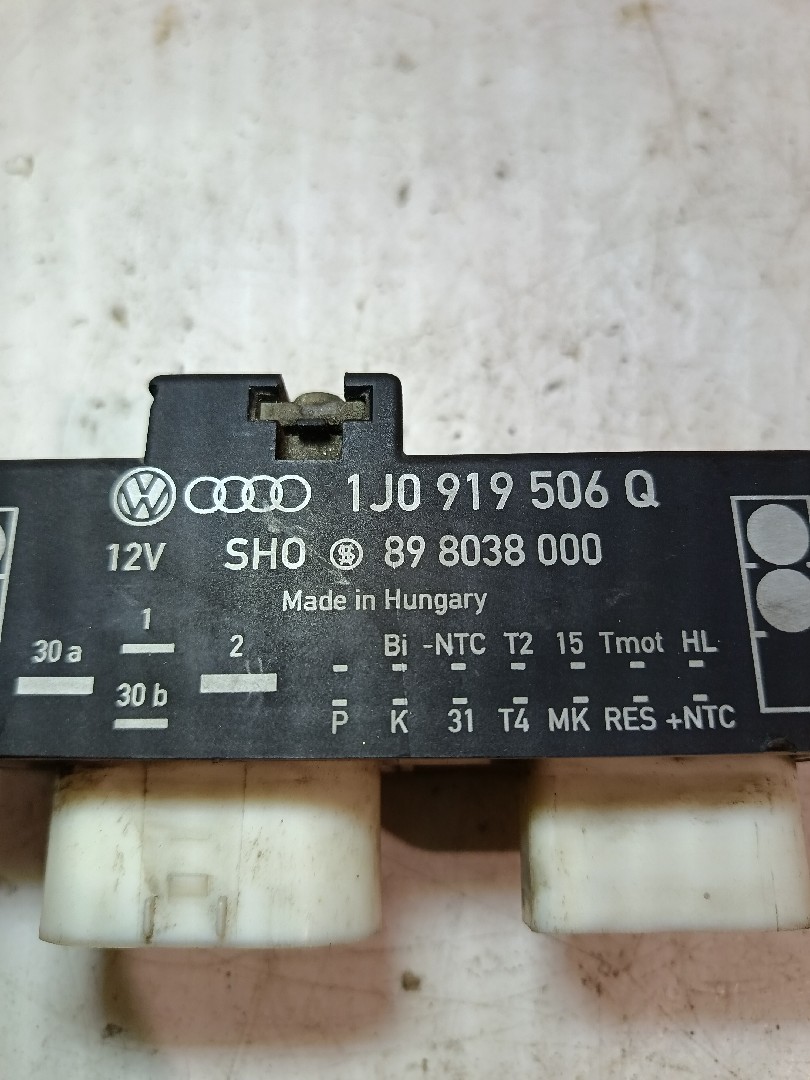 1J0 919 506 Q
12V SHO 89 8038 000
Made in Hungary
1
30 a 2 Bi -NTC T2 15 Tmot HL
30 b
P K 31 T4 MK RES +NTC